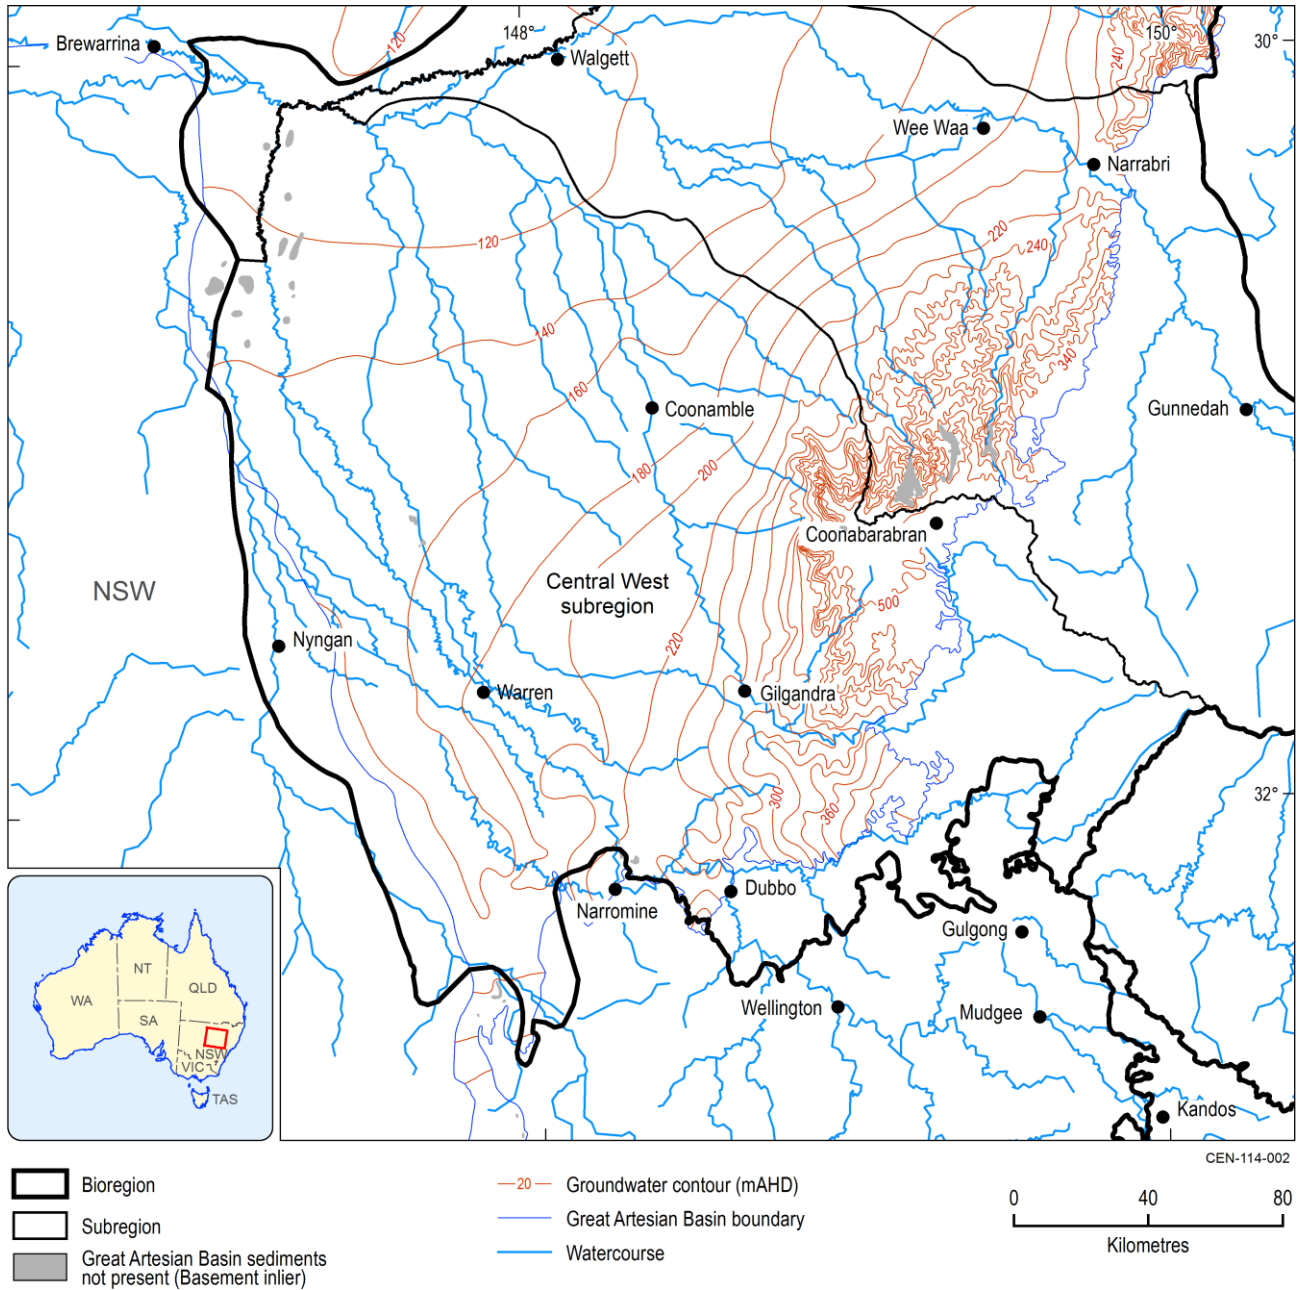 148°
150°
30°
120
240
Brewarrina
Walgett
Wee Waa
Narrabri
220
240
120
140
340
160
Coonamble
Gunnedah
180
200
Coonabarabran
NSW
Central West
subregion
500
Nyngan
220
Warren
Gilgandra
32°
300
360
Dubbo
Narromine
Gulgong
Wellington
Mudgee
Kandos
NT
QLD
WA
SA
NSW
VIC
TAS
CEN-114-002
Bioregion
Subregion
Great Artesian Basin sediments
not present (Basement inlier)
20
Groundwater contour (mAHD)
Great Artesian Basin boundary
Watercourse
0
40
80
Kilometres